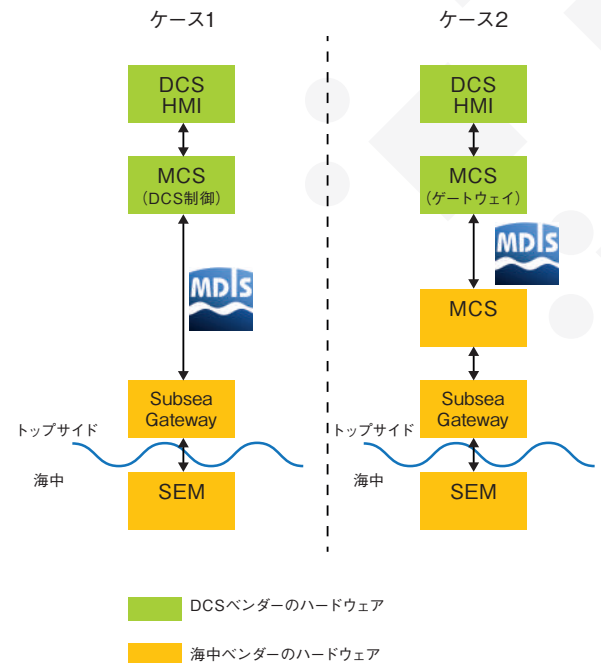 ケース1
DCS
HMI
MCS
（DCS制御）
MDIS
Subsea
Gateway
トップサイド
海中
SEM
ケース2
DCS
HMI
MCS
（ゲートウェイ）
MDIS
MCS
Subsea
Gateway
トップサイド
海中
SEM
DCSベンダーのハードウェア
海中ベンダーのハードウェア